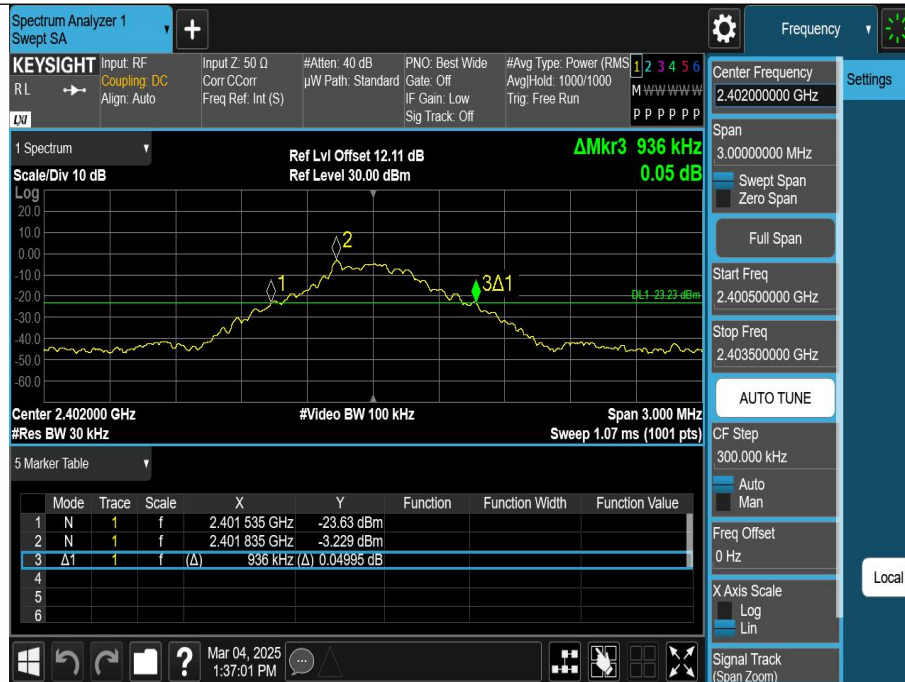 Spectrum Analyzer 1
Swept SA
+
Frequency
KEYSIGHT
RL
LXI
Input: RF
Coupling: DC
Align: Auto
Input Z: 50 Ω
Corr CCorr
Freq Ref: Int (S)
#Atten: 40 dB
µW Path: Standard
PNO: Best Wide
Gate: Off
IF Gain: Low
Sig Track: Off
#Avg Type: Power (RMS
Avg|Hold: 1000/1000
Trig: Free Run
1 2 3 4 5 6
M W W W W W
P P P P P P
1 Spectrum
Scale/Div 10 dB
Ref Lvl Offset 12.11 dB
Ref Level 30.00 dBm
ΔMkr3 936 kHz
0.05 dB
Log
20.0
10.0
0.00
-10.0
-20.0
-30.0
-40.0
-50.0
-60.0
1
2
3Δ1
DL1 -23.23 dBm
Center 2.402000 GHz
#Res BW 30 kHz
#Video BW 100 kHz
Span 3.000 MHz
Sweep 1.07 ms (1001 pts)
5 Marker Table
Mode Trace Scale X Y Function Function Width Function Value
1 N 1 f 2.401 535 GHz -23.63 dBm
2 N 1 f 2.401 835 GHz -3.229 dBm
3 Δ1 1 f (Δ) 936 kHz (Δ) 0.04995 dB
4
5
6
Mar 04, 2025
1:37:01 PM
?
Center Frequency
2.402000000 GHz
Span
3.00000000 MHz
Swept Span
Zero Span
Full Span
Start Freq
2.400500000 GHz
Stop Freq
2.403500000 GHz
AUTO TUNE
CF Step
300.000 kHz
Auto
Man
Freq Offset
0 Hz
X Axis Scale
Log
Lin
Signal Track
(Span Zoom)
Settings
Local